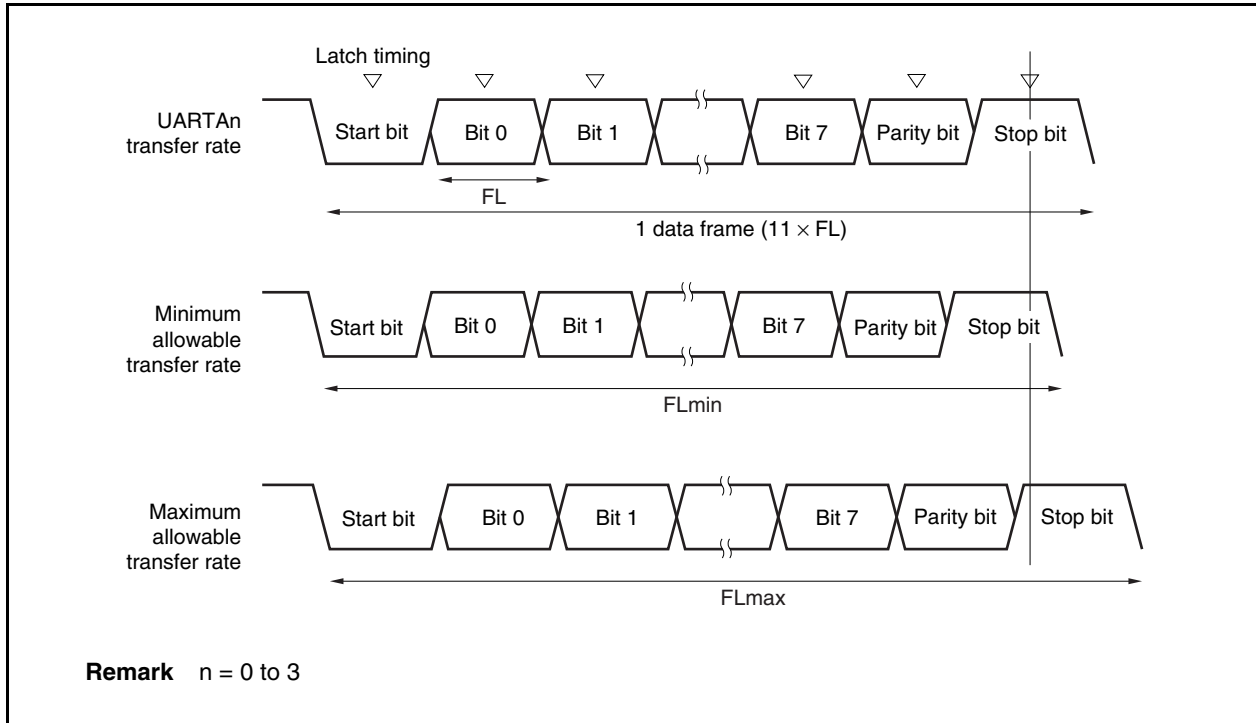 Latch timing
UARTAn
transfer rate
Start bit
Bit 0
Bit 1
Bit 7
Parity bit
Stop bit
FL
1 data frame (11 × FL)
Minimum
allowable
transfer rate
Start bit
Bit 0
Bit 1
Bit 7
Parity bit
Stop bit
FLmin
Maximum
allowable
transfer rate
Start bit
Bit 0
Bit 1
Bit 7
Parity bit
Stop bit
FLmax
Remark n = 0 to 3